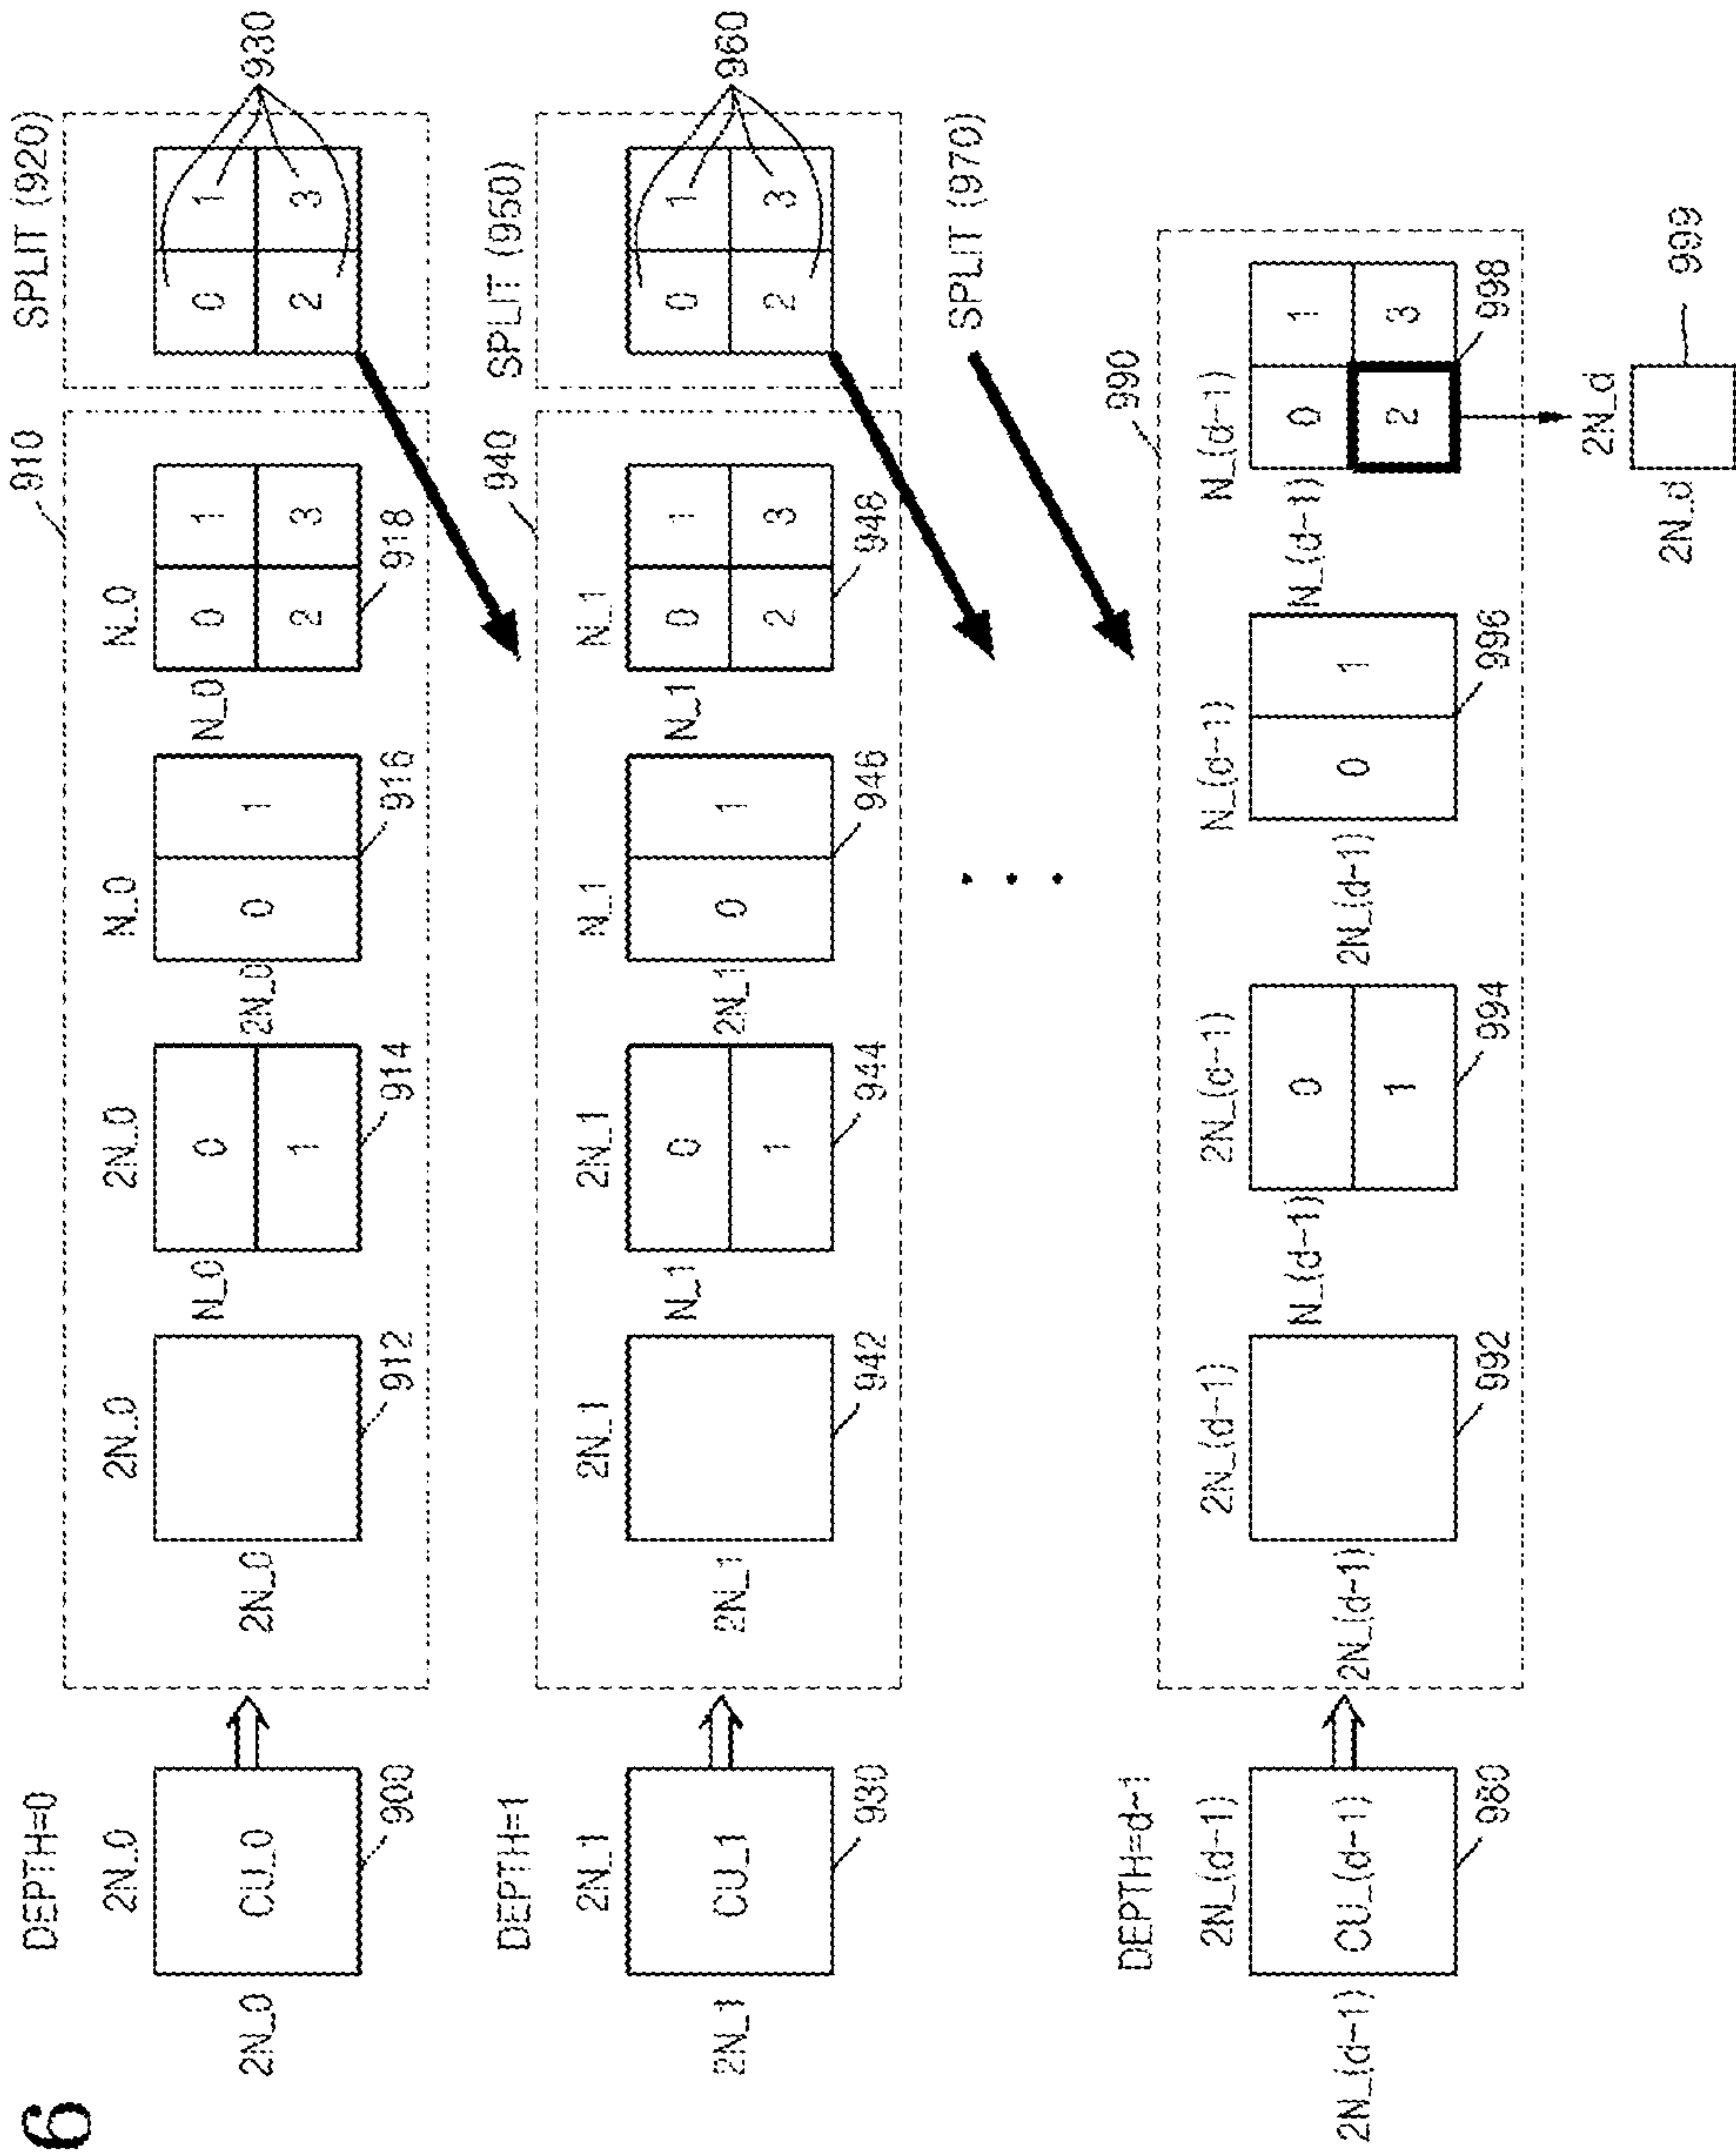 6
DEPTH=0
2N_0
2N_0
CU_0
900
910
2N_0
2N_0
912
2N_0
N_0
0
1
914
N_0
2N_0
0
1
916
N_0
N_0
0
1
2
3
918
SPLIT (920)
0
1
2
3
930
DEPTH=1
2N_1
2N_1
CU_1
930
940
2N_1
2N_1
942
2N_1
N_1
0
1
944
N_1
2N_1
0
1
946
N_1
N_1
0
1
2
3
948
SPLIT (950)
0
1
2
3
960
SPLIT (970)
DEPTH=d-1
2N_(d-1)
2N_(d-1)
CU_(d-1)
980
990
2N_(d-1)
2N_(d-1)
992
2N_(d-1)
N_(d-1)
0
1
994
N_(d-1)
2N_(d-1)
0
1
996
N_(d-1)
N_(d-1)
0
1
2
3
998
2N_d
2N_d
999